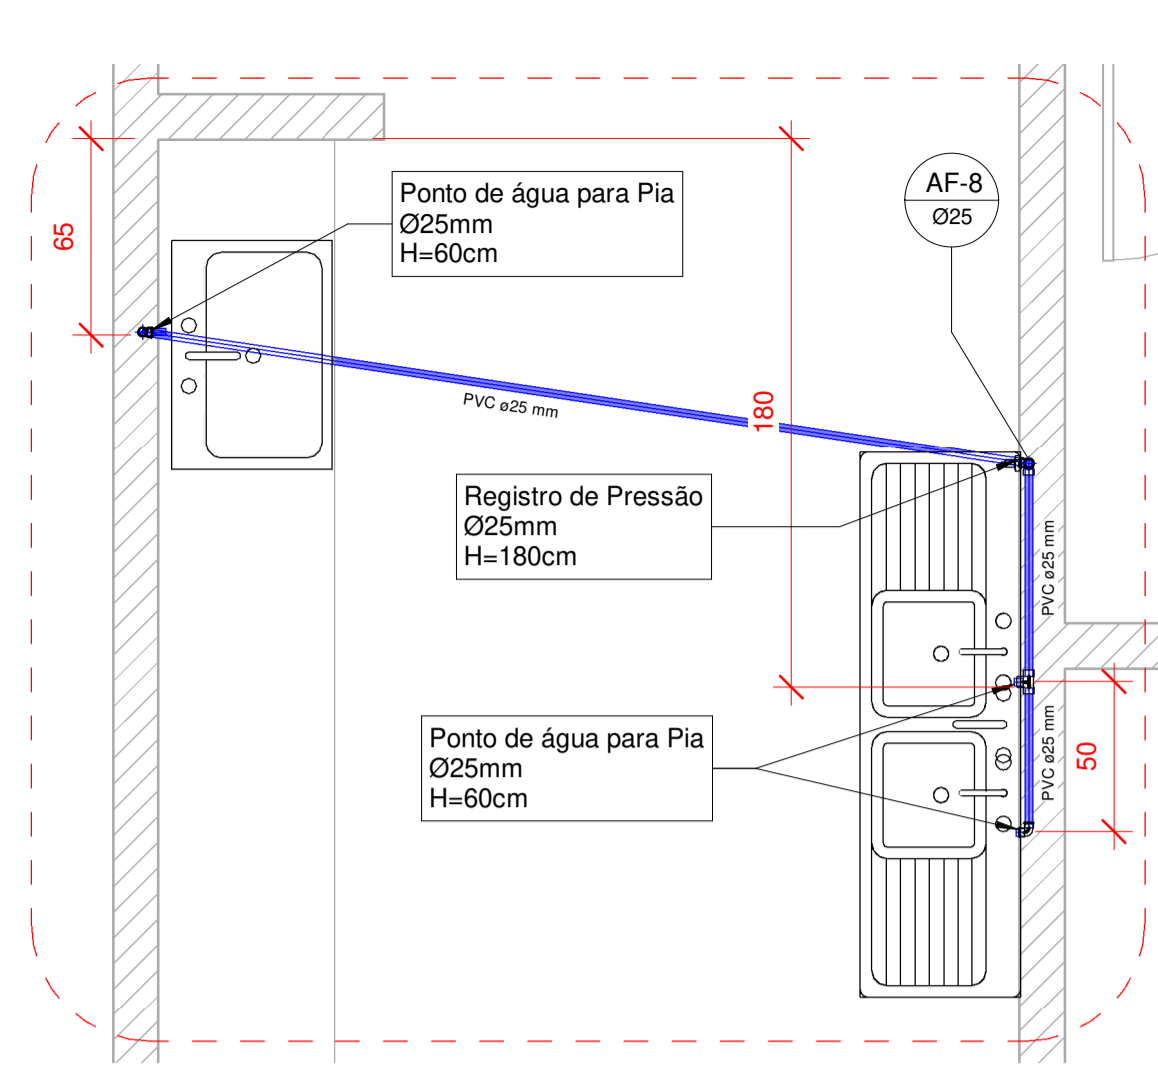 Ponto de água para Pia
Ø25mm
H=60cm
AF-8
Ø25
65
PVC ø25 mm
180
Registro de Pressão
Ø25mm
H=180cm
PVC ø25 mm
Ponto de água para Pia
Ø25mm
H=60cm
PVC ø25 mm
50